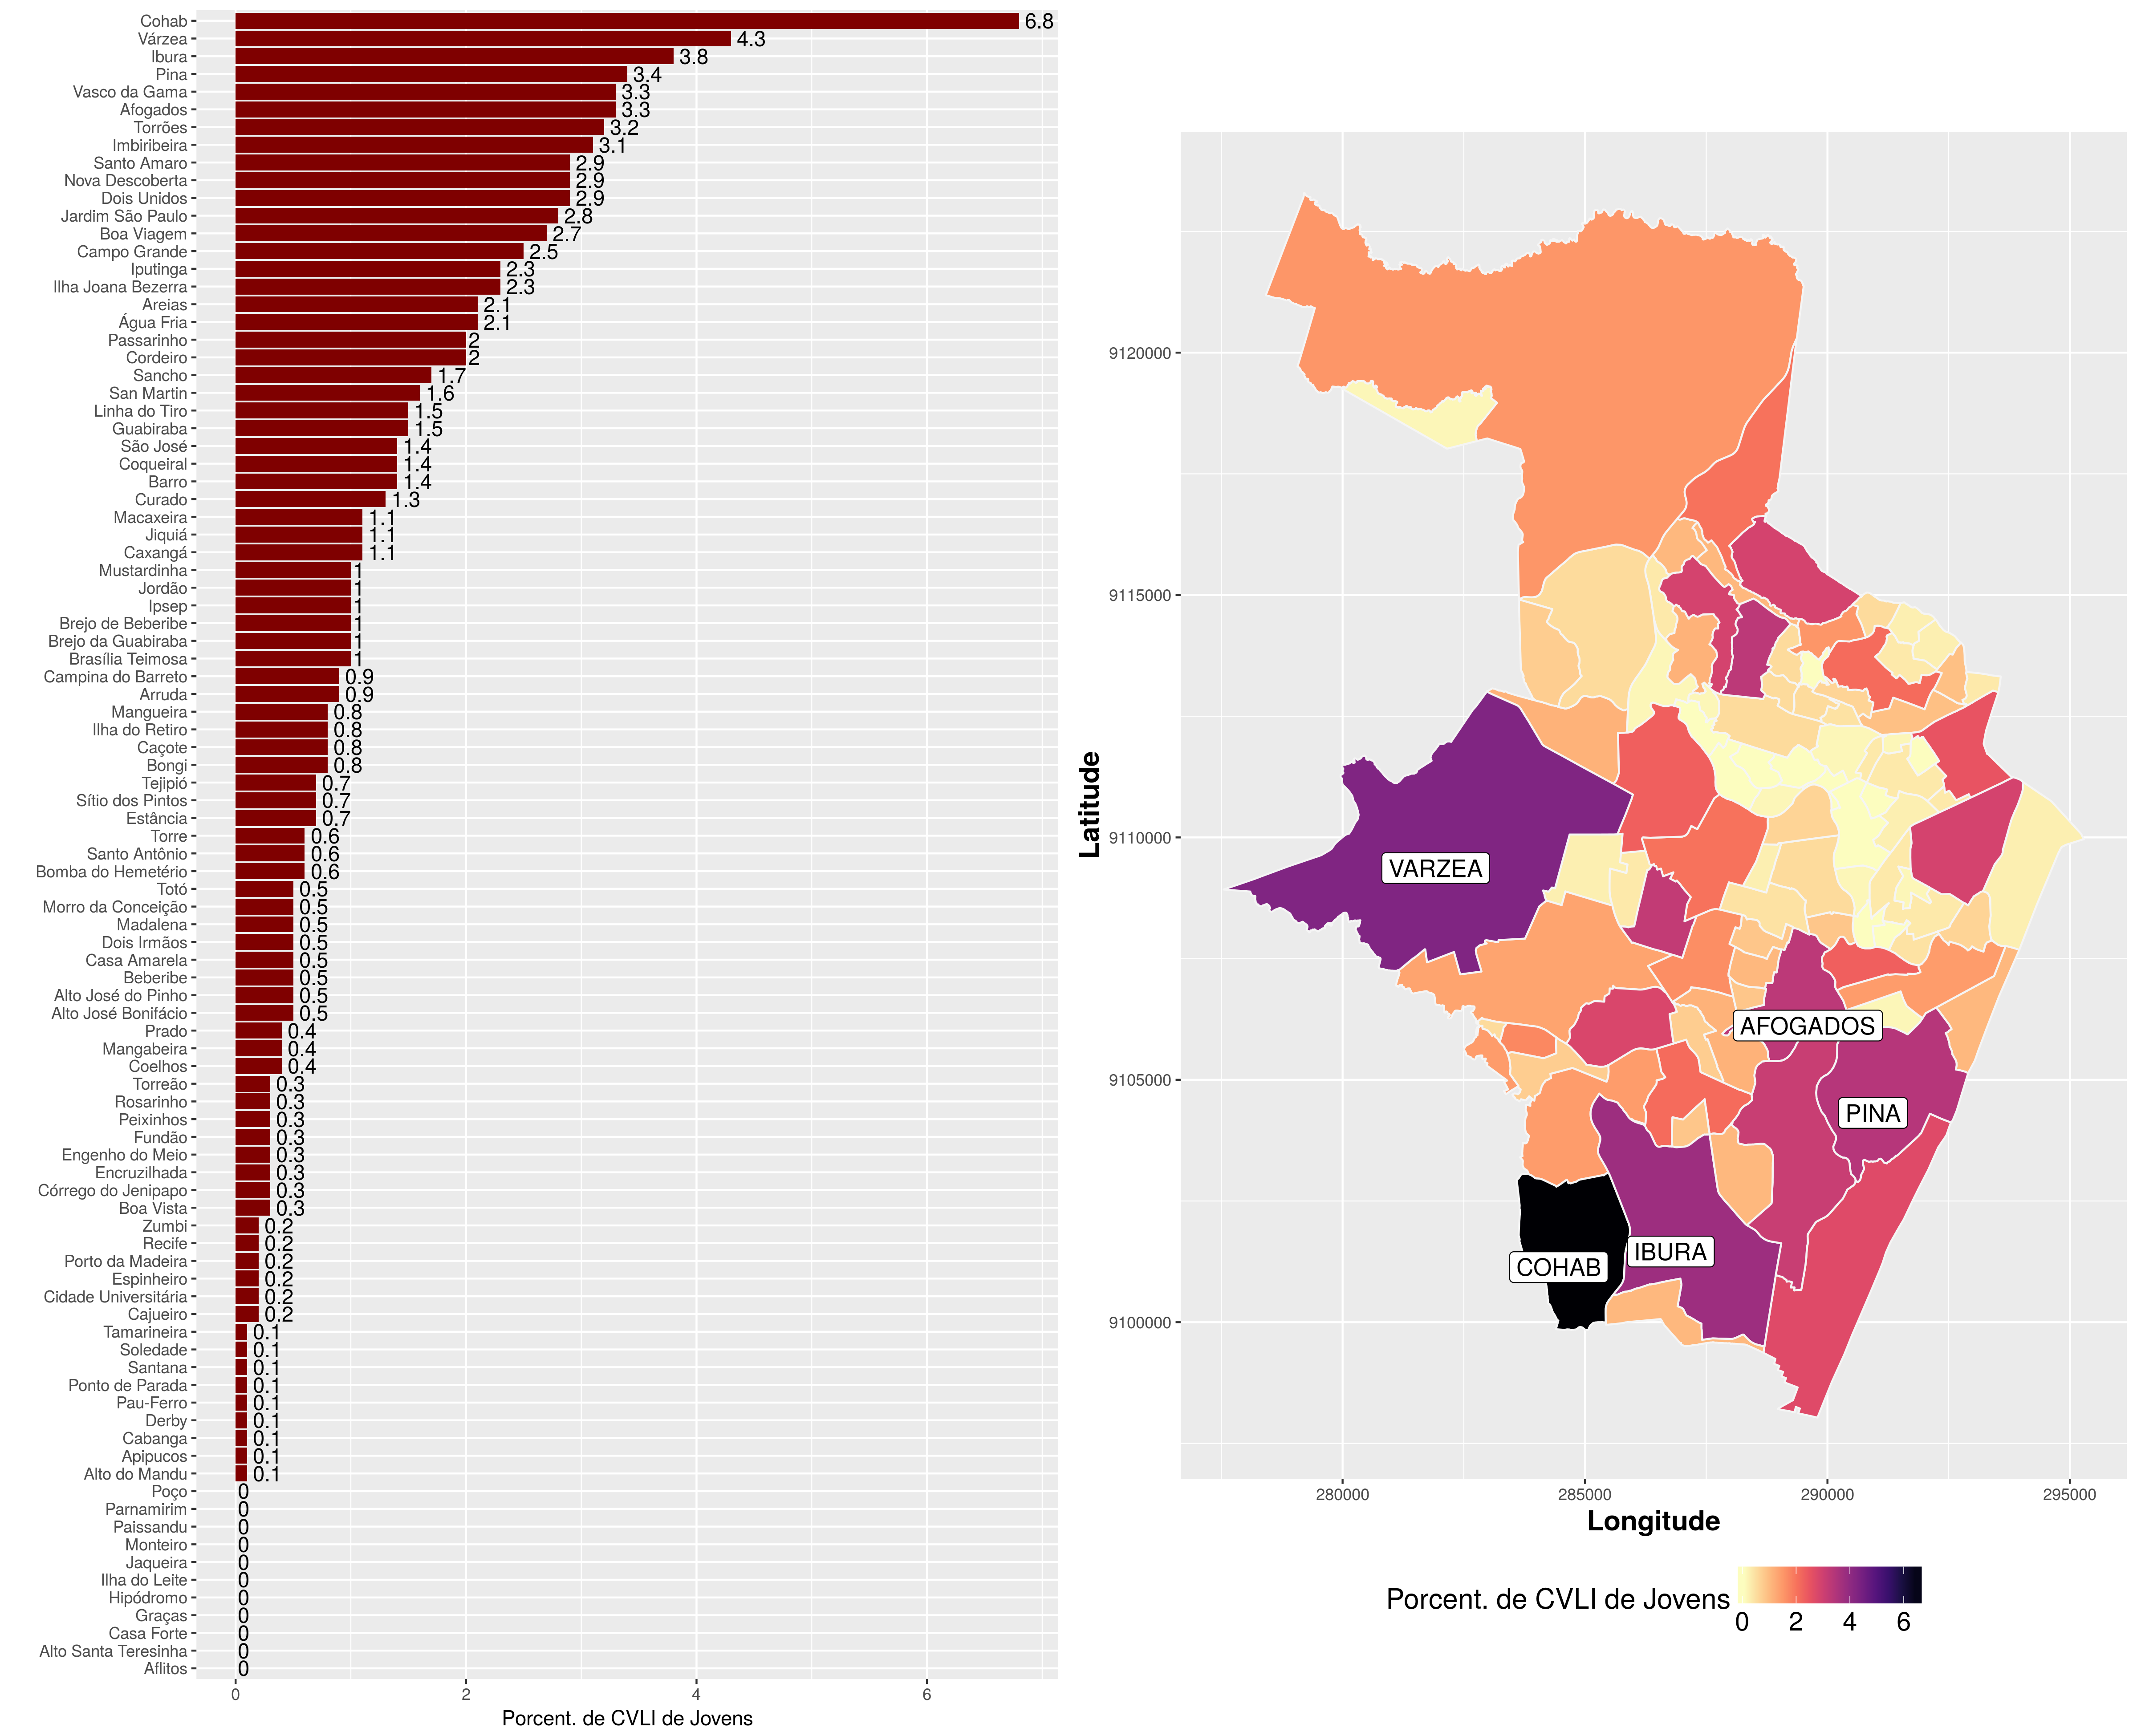 Cohab 6.8
Várzea 4.3
Ibura 3.8
Pina 3.4
Vasco da Gama 3.3
Afogados 3.3
Torrões 3.2
Imbiribeira 3.1
Santo Amaro 2.9
Nova Descoberta 2.9
Dois Unidos 2.9
Jardim São Paulo 2.8
Boa Viagem 2.7
Campo Grande 2.5
Iputinga 2.3
Ilha Joana Bezerra 2.3
Areias 2.1
Água Fria 2.1
Passarinho 2
Cordeiro 2
Sancho 1.7
San Martin 1.6
Linha do Tiro 1.5
Guabiraba 1.5
São José 1.4
Coqueiral 1.4
Barro 1.4
Curado 1.3
Macaxeira 1.1
Jiquiá 1.1
Caxangá 1.1
Mustardinha 1
Jordão 1
Ipsep 1
Brejo de Beberibe 1
Brejo da Guabiraba 1
Brasília Teimosa 1
Campina do Barreto 0.9
Arruda 0.9
Mangueira 0.8
Ilha do Retiro 0.8
Caçote 0.8
Bongi 0.8
Tejipió 0.7
Sítio dos Pintos 0.7
Estância 0.7
Torre 0.6
Santo Antônio 0.6
Bomba do Hemetério 0.6
Totó 0.5
Morro da Conceição 0.5
Madalena 0.5
Dois Irmãos 0.5
Casa Amarela 0.5
Beberibe 0.5
Alto José do Pinho 0.5
Alto José Bonifácio 0.5
Prado 0.4
Mangabeira 0.4
Coelhos 0.4
Torreão 0.3
Rosarinho 0.3
Peixinhos 0.3
Fundão 0.3
Engenho do Meio 0.3
Encruzilhada 0.3
Córrego do Jenipapo 0.3
Boa Vista 0.3
Zumbi 0.2
Recife 0.2
Porto da Madeira 0.2
Espinheiro 0.2
Cidade Universitária 0.2
Cajueiro 0.2
Tamarineira 0.1
Soledade 0.1
Santana 0.1
Ponto de Parada 0.1
Pau-Ferro 0.1
Derby 0.1
Cabanga 0.1
Apipucos 0.1
Alto do Mandu 0.1
Poço 0
Parnamirim 0
Paissandu 0
Monteiro 0
Jaqueira 0
Ilha do Leite 0
Hipódromo 0
Graças 0
Casa Forte 0
Alto Santa Teresinha 0
Aflitos 0
0 2 4 6
Porcent. de CVLI de Jovens
Latitude
9120000
9115000
9110000
9105000
9100000
VARZEA
AFOGADOS
PINA
IBURA
COHAB
280000 285000 290000 295000
Longitude
Porcent. de CVLI de Jovens
0 2 4 6